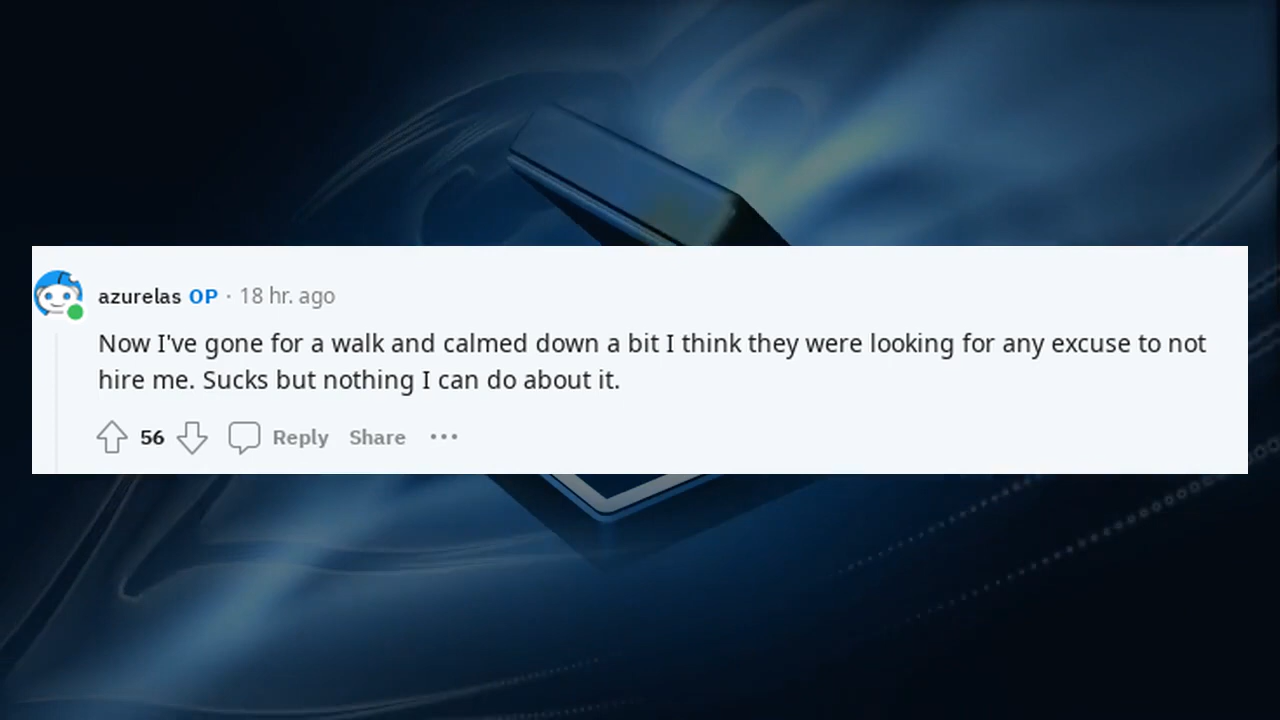 azurelas OP · 18 hr. ago
Now I've gone for a walk and calmed down a bit I think they were looking for any excuse to not
hire me. Sucks but nothing I can do about it.
56 Reply Share •••